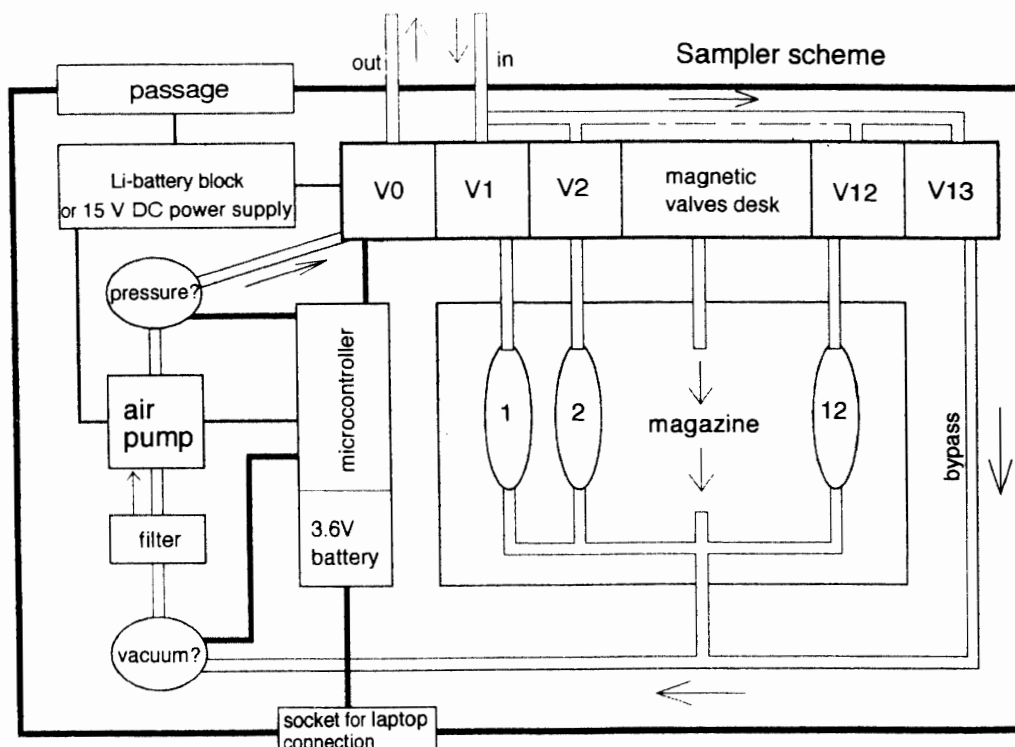 Sampler scheme
out
in
passage
Li-battery block
or 15 V DC power supply
V0
V1
V2
magnetic
valves desk
V12
V13
pressure?
air
pump
filter
vacuum?
microcontroller
3.6V
battery
1
2
magazine
12
bypass
socket for laptop
connection